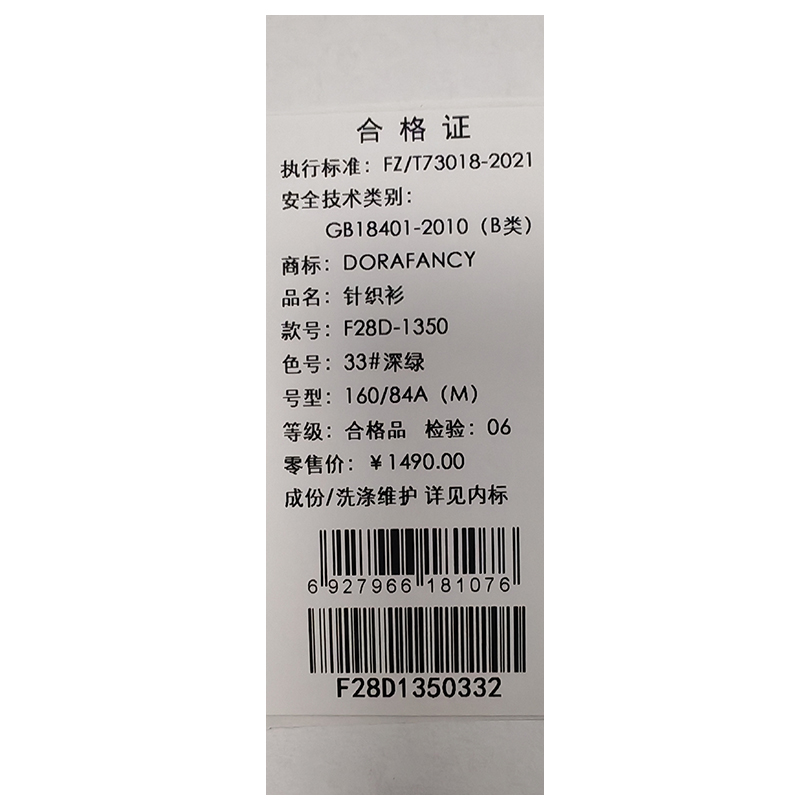 合格证
执行标准：FZ/T73018-2021
安全技术类别：
GB18401-2010（B类）
商标：DORAFANCY
品名：针织衫
款号：F28D-1350
色号：33#深绿
号型：160/84A（M）
等级：合格品 检验：06
零售价：￥1490.00
成份/洗涤维护 详见内标
6 927966 181076
F28D1350332